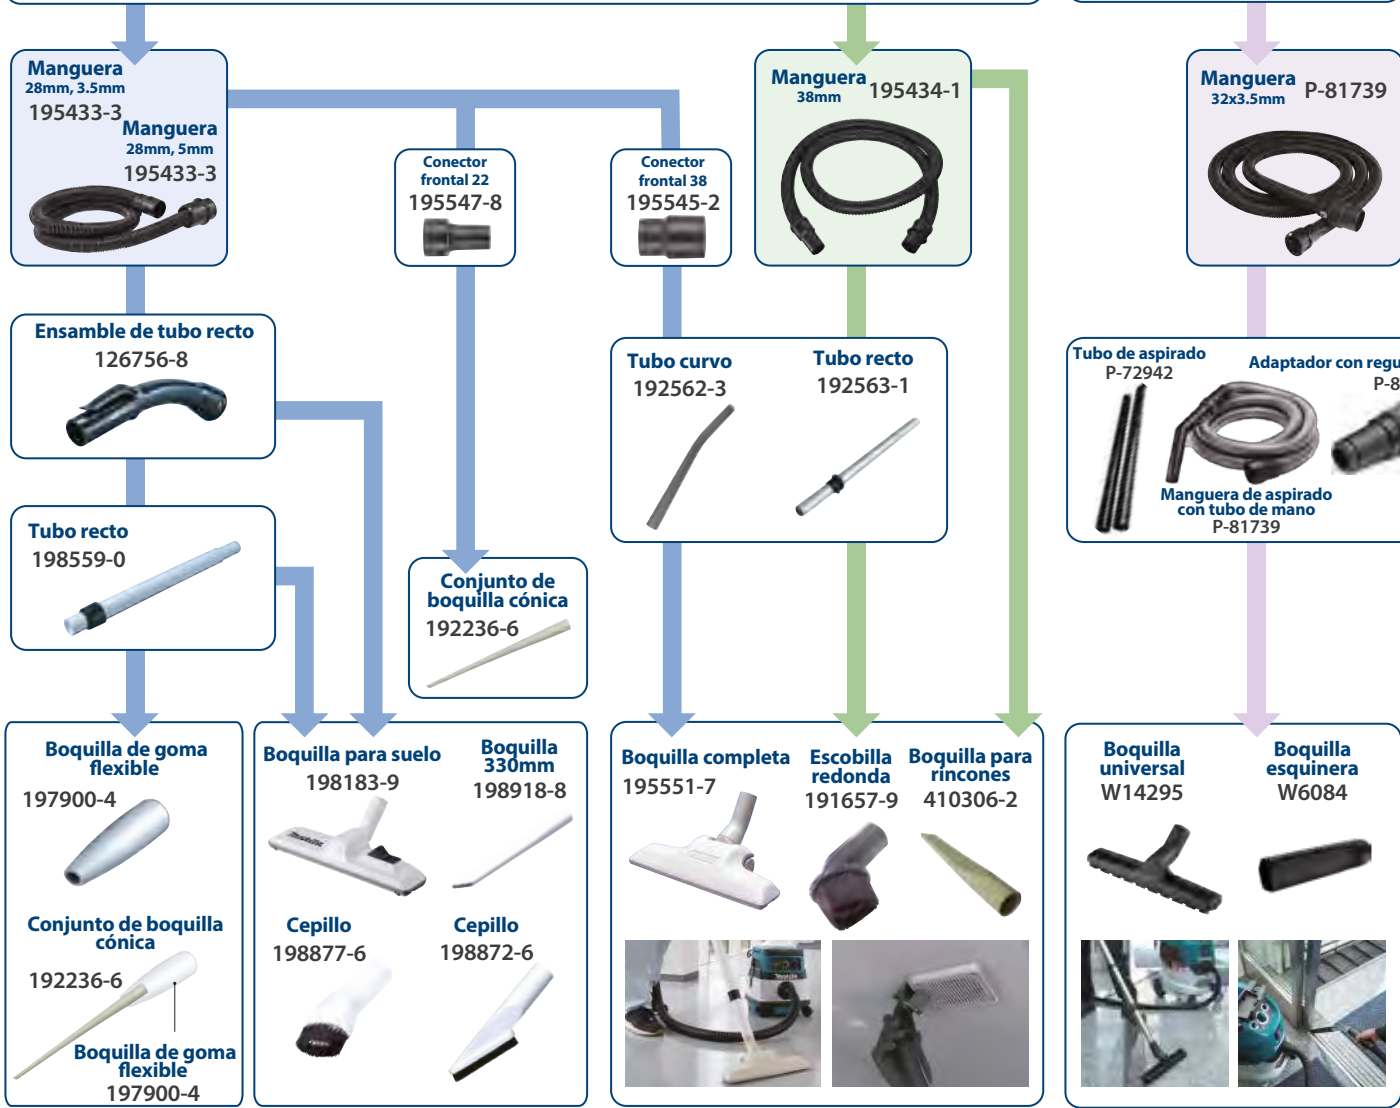 Manguera
28mm, 3.5mm
195433-3
Manguera
28mm, 5mm
195433-3
Conector
frontal 22
195547-8
Conector
frontal 38
195545-2
Manguera
38mm
195434-1
Manguera
32x3.5mm
P-81739
Ensamble de tubo recto
126756-8
Tubo curvo
192562-3
Tubo recto
192563-1
Tubo de aspirado
P-72942
Adaptador con regu
P-8
Manguera de aspirado
con tubo de mano
P-81739
Tubo recto
198559-0
Conjunto de
boquilla cónica
192236-6
Boquilla de goma
flexible
197900-4
Conjunto de boquilla
cónica
192236-6
Boquilla de goma
flexible
197900-4
Boquilla para suelo
198183-9
Boquilla
330mm
198918-8
Cepillo
198877-6
Cepillo
198872-6
Boquilla completa
195551-7
Escobilla
redonda
191657-9
Boquilla para
rincones
410306-2
Boquilla
universal
W14295
Boquilla
esquinera
W6084